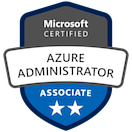 Microsoft
CERTIFIED
AZURE
ADMINISTRATOR
ASSOCIATE